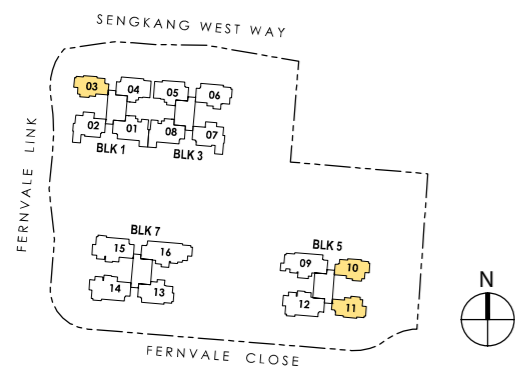 SENGKANG WEST WAY
03 04 05 06
02 01 08 07
BLK 1 BLK 3
FERNVALE LINK
BLK 7
15 16
14 13
BLK 5
09 10
12 11
N
FERNVALE CLOSE